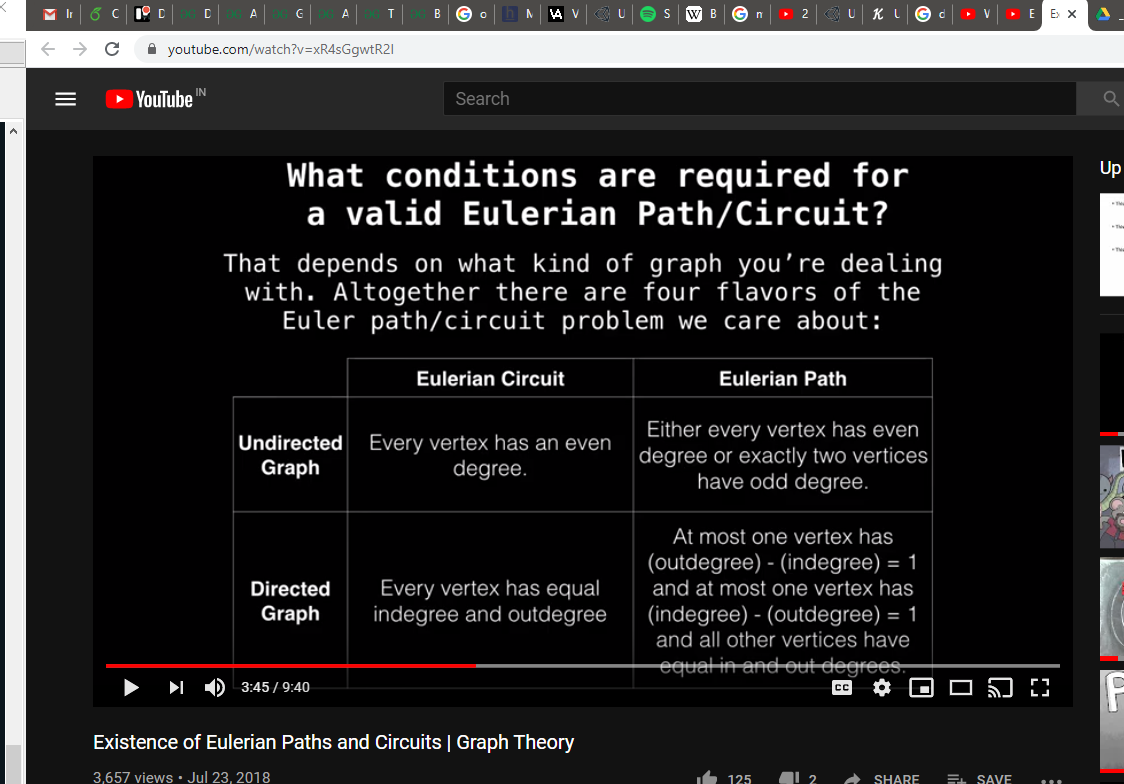 In C D D A G A T B o N VA V U S W B m 2 U U d V E Ex
youtube.com/watch?v=xR4sGgwtR2I
YouTube IN
Search
What conditions are required for
a valid Eulerian Path/Circuit?
Up
That depends on what kind of graph you're dealing
with. Altogether there are four flavors of the
Euler path/circuit problem we care about:
Eulerian Circuit Eulerian Path
Undirected
Graph
Every vertex has an even
degree.
Either every vertex has even
degree or exactly two vertices
have odd degree.
Directed
Graph
Every vertex has equal
indegree and outdegree
At most one vertex has
(outdegree) - (indegree) = 1
and at most one vertex has
(indegree) - (outdegree) = 1
and all other vertices have
equal in and out degrees.
3:45 / 9:40
CC
Existence of Eulerian Paths and Circuits | Graph Theory
3,657 views • Jul 23, 2018
125 2 SHARE SAVE